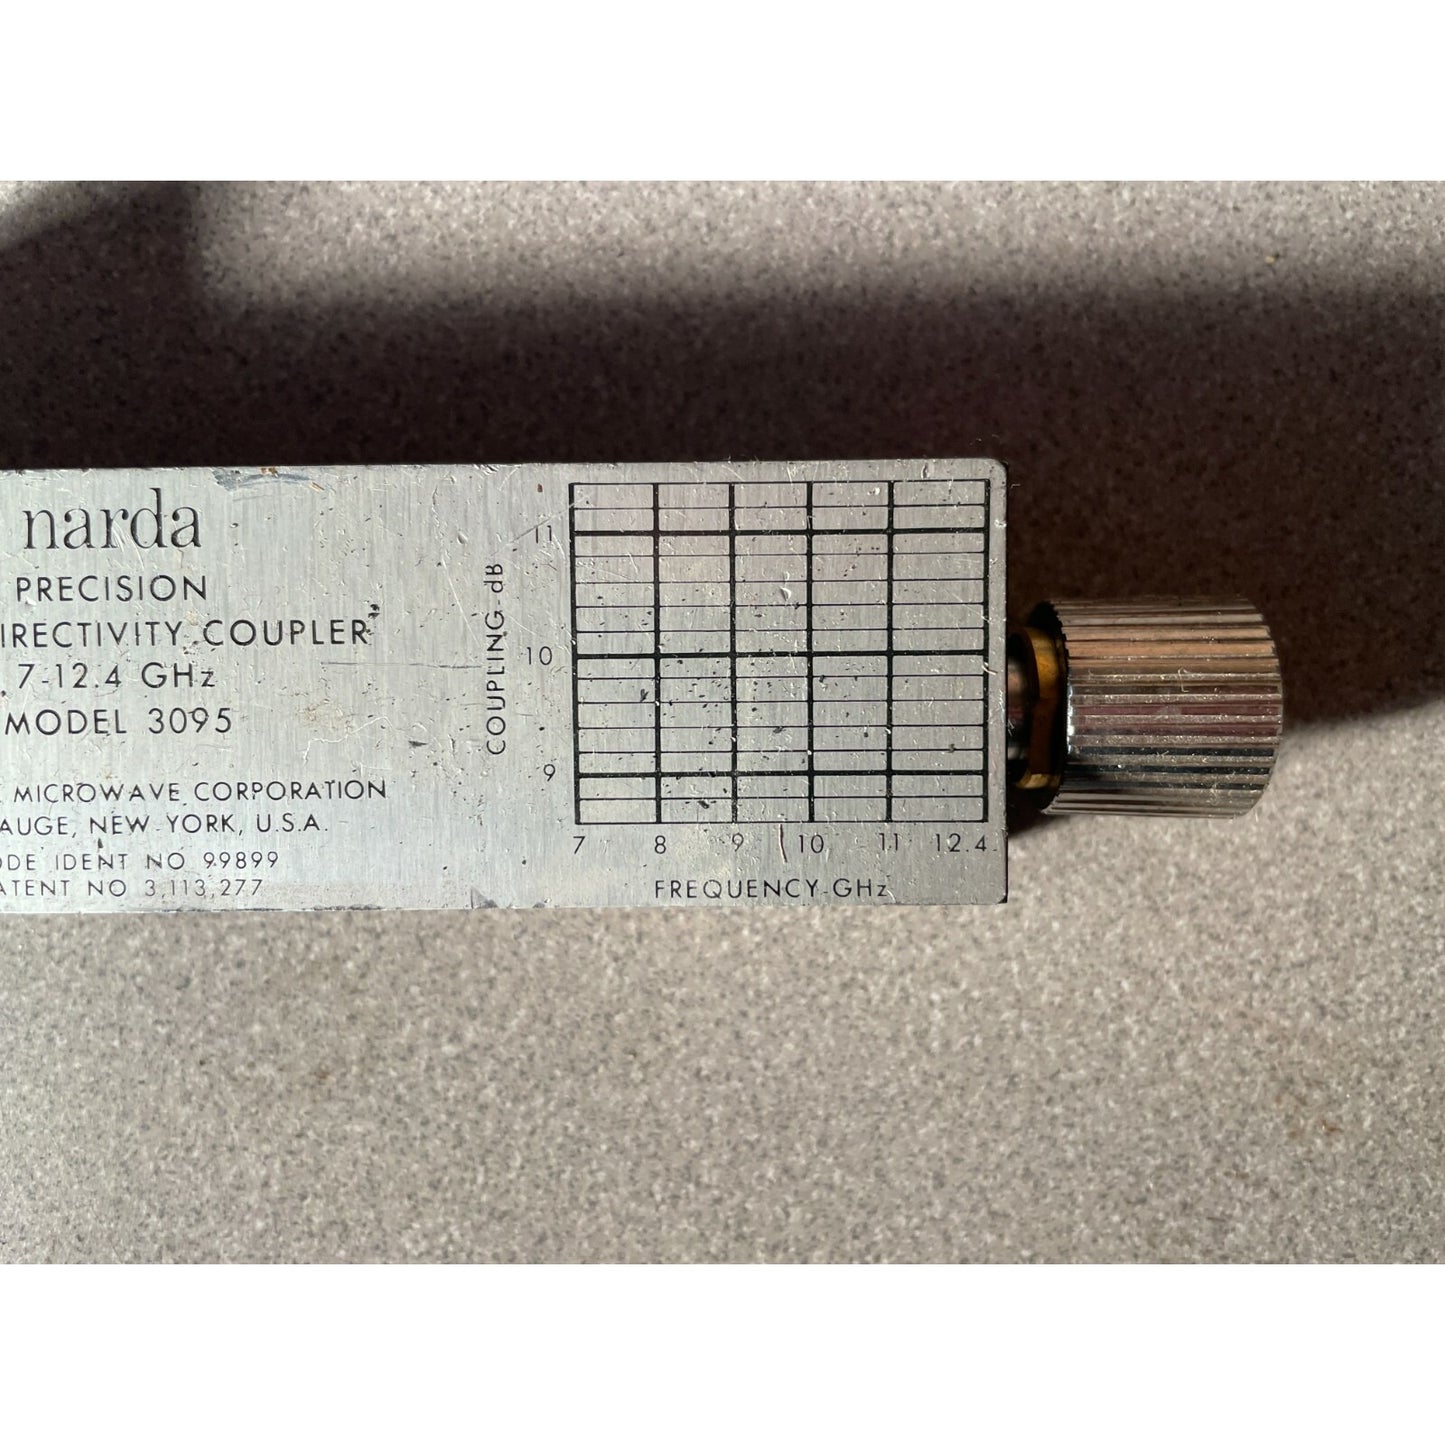 narda
PRECISION
IRECTIVITY COUPLER
7-12.4 GHz
MODEL 3095
MICROWAVE CORPORATION
AUGE, NEW YORK, U.S.A.
ODE IDENT NO 99899
ATENT NO 3,113,277
COUPLING-dB
11
10
9
7 8 9 10 11 12.4
FREQUENCY-GHz